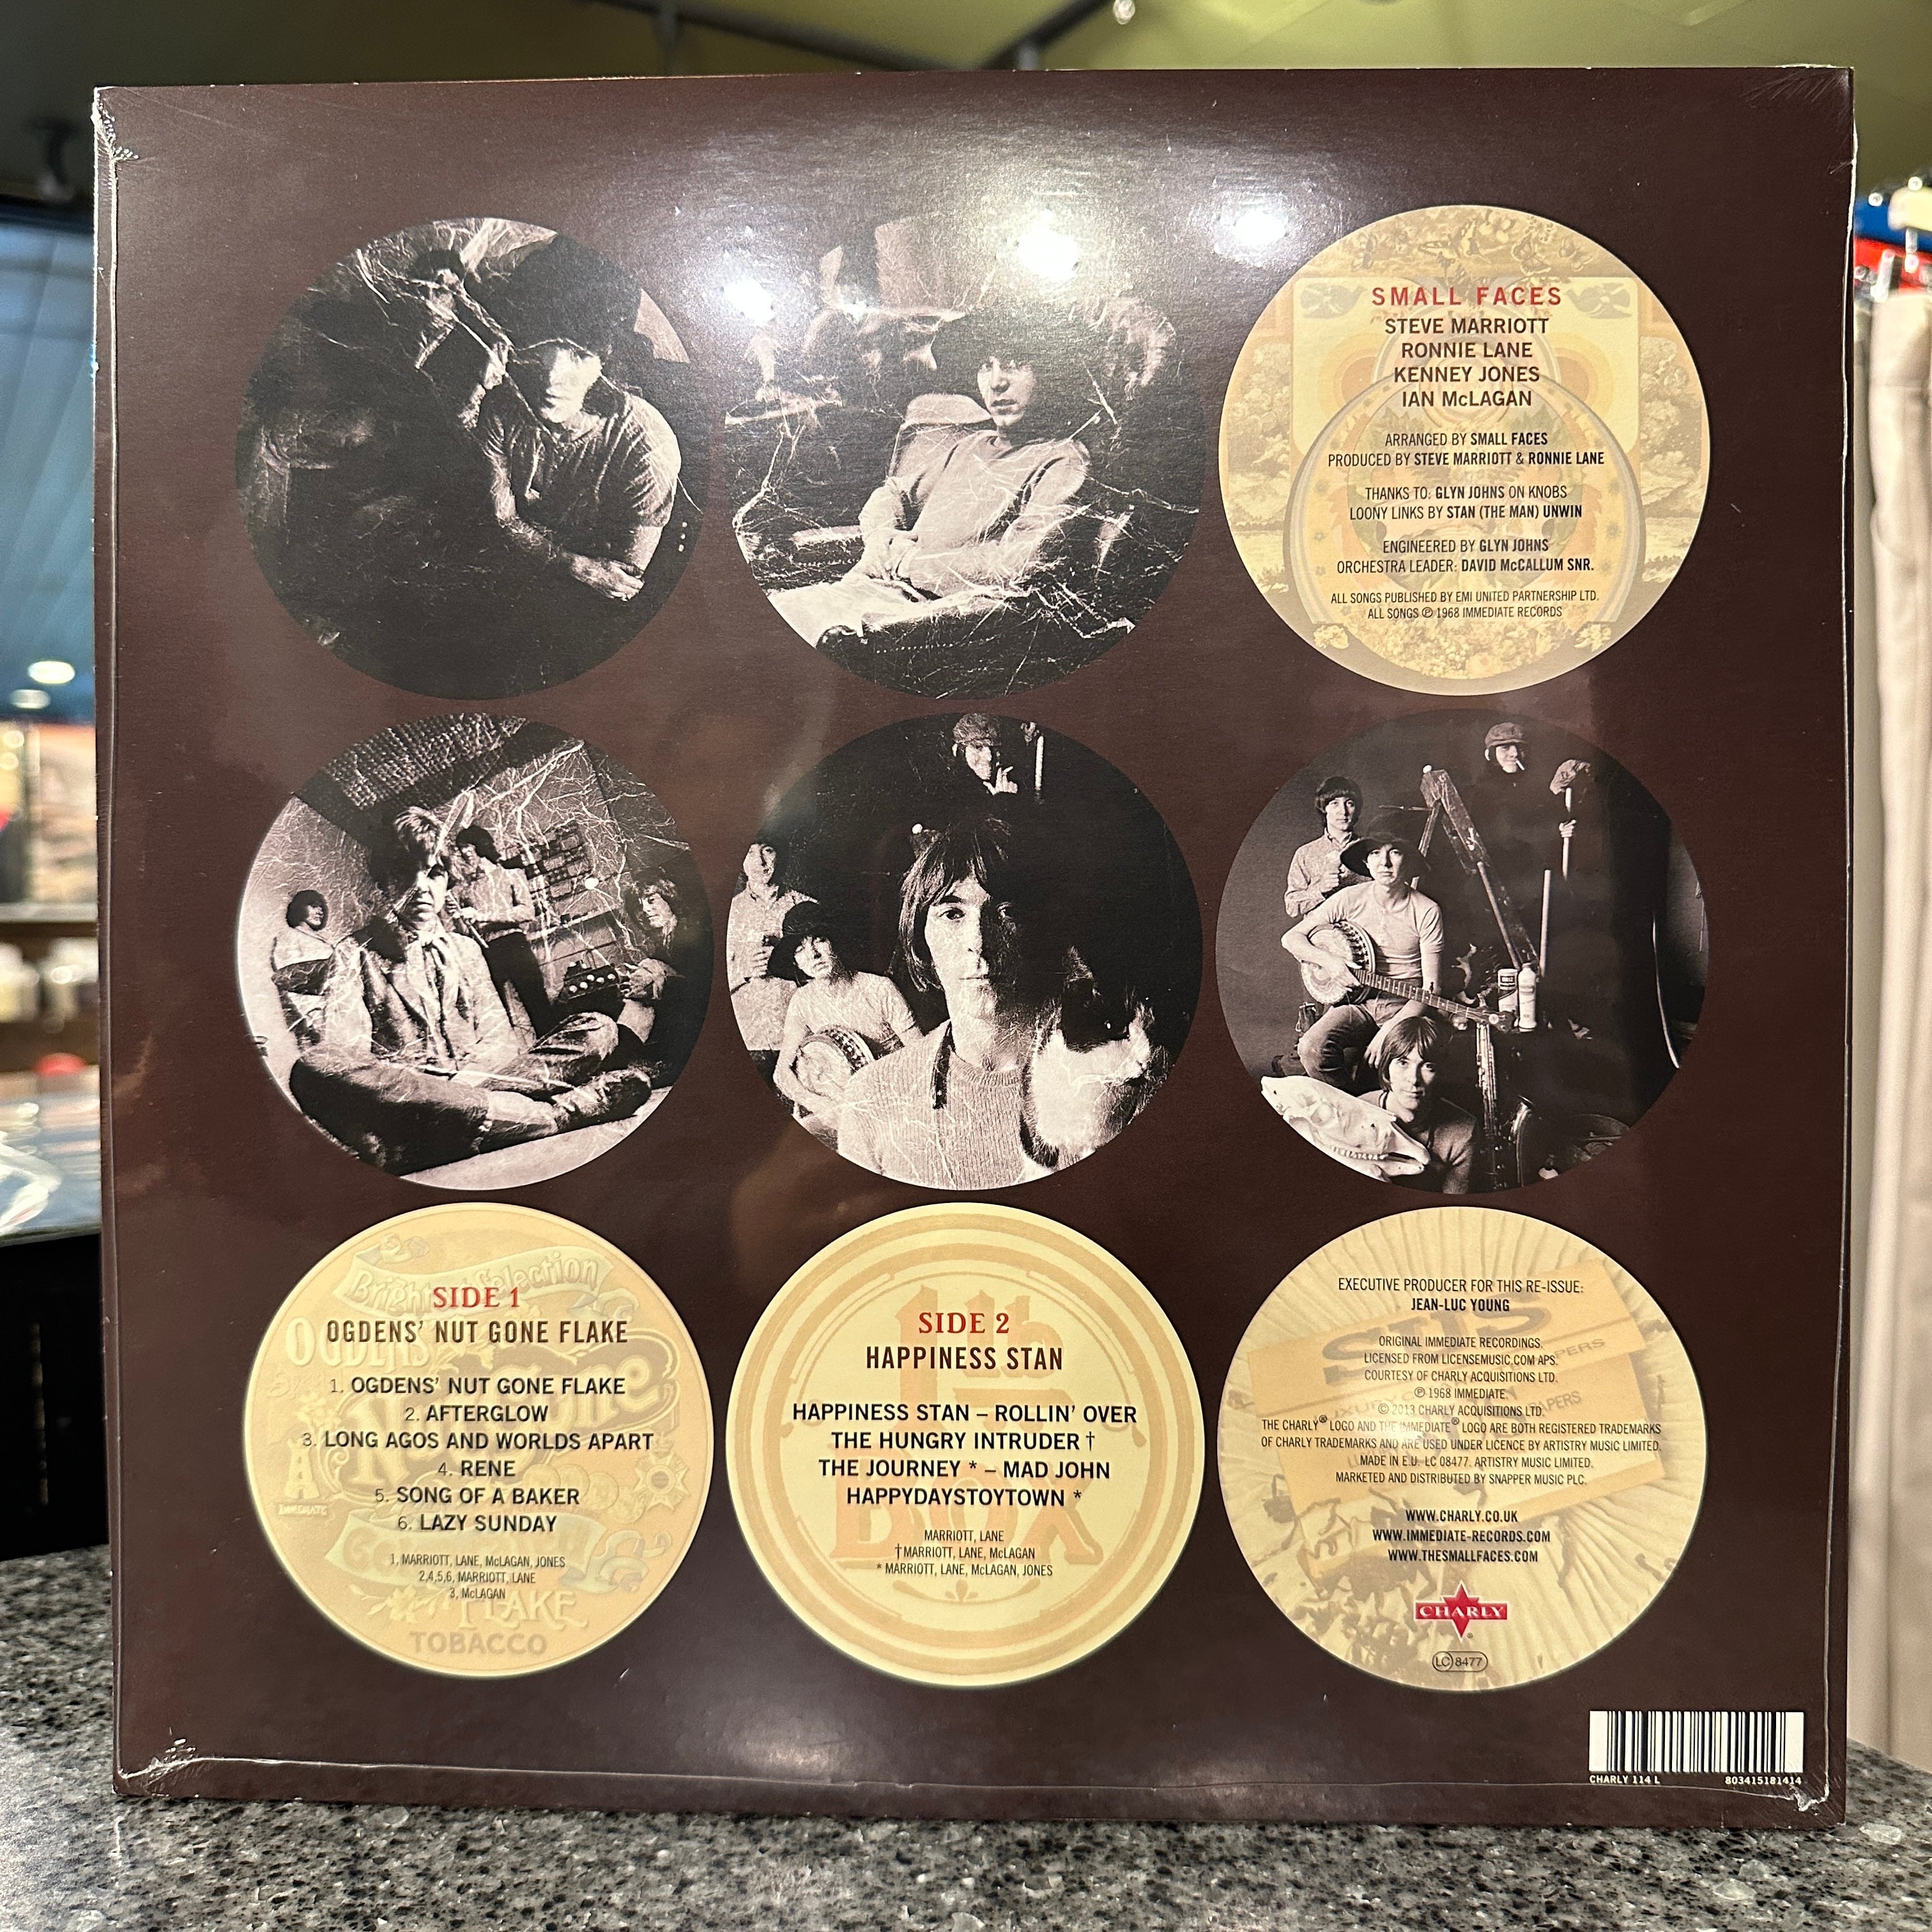 SMALL FACES
STEVE MARRIOTT
RONNIE LANE
KENNEY JONES
IAN McLAGAN
ARRANGED BY SMALL FACES
PRODUCED BY STEVE MARRIOTT & RONNIE LANE
THANKS TO: GLYN JOHNS ON KNOBS
LOONY LINKS BY STAN (THE MAN) UNWIN
ENGINEERED BY GLYN JOHNS
ORCHESTRA LEADER: DAVID McCALLUM SNR.
ALL SONGS PUBLISHED BY EMI UNITED PARTNERSHIP LTD.
ALL SONGS ℗ 1968 IMMEDIATE RECORDS
SIDE 1
OGDENS' NUT GONE FLAKE
1. OGDENS' NUT GONE FLAKE
2. AFTERGLOW
3. LONG AGOS AND WORLDS APART
4. RENE
5. SONG OF A BAKER
6. LAZY SUNDAY
1, MARRIOTT, LANE, McLAGAN, JONES
2,4,5,6, MARRIOTT, LANE
3, McLAGAN
FLAKE
TOBACCO
SIDE 2
HAPPINESS STAN
HAPPINESS STAN – ROLLIN' OVER
THE HUNGRY INTRUDER †
THE JOURNEY * – MAD JOHN
HAPPYDAYSTOYTOWN *
MARRIOTT, LANE
† MARRIOTT, LANE, McLAGAN
* MARRIOTT, LANE, McLAGAN, JONES
BOX
EXECUTIVE PRODUCER FOR THIS RE-ISSUE:
JEAN-LUC YOUNG
ORIGINAL IMMEDIATE RECORDINGS.
LICENSED FROM LICENSEMUSIC.COM APS.
COURTESY OF CHARLY ACQUISITIONS LTD.
℗ 1968 IMMEDIATE.
© 2013 CHARLY ACQUISITIONS LTD.
THE CHARLY® LOGO AND THE IMMEDIATE® LOGO ARE BOTH REGISTERED TRADEMARKS
OF CHARLY TRADEMARKS AND ARE USED UNDER LICENCE BY ARTISTRY MUSIC LIMITED.
MADE IN E.U. LC 08477. ARTISTRY MUSIC LIMITED.
MARKETED AND DISTRIBUTED BY SNAPPER MUSIC PLC.
WWW.CHARLY.CO.UK
WWW.IMMEDIATE-RECORDS.COM
WWW.THESMALLFACES.COM
CHARLY
LC 8477
CHARLY 114 L 803415181414